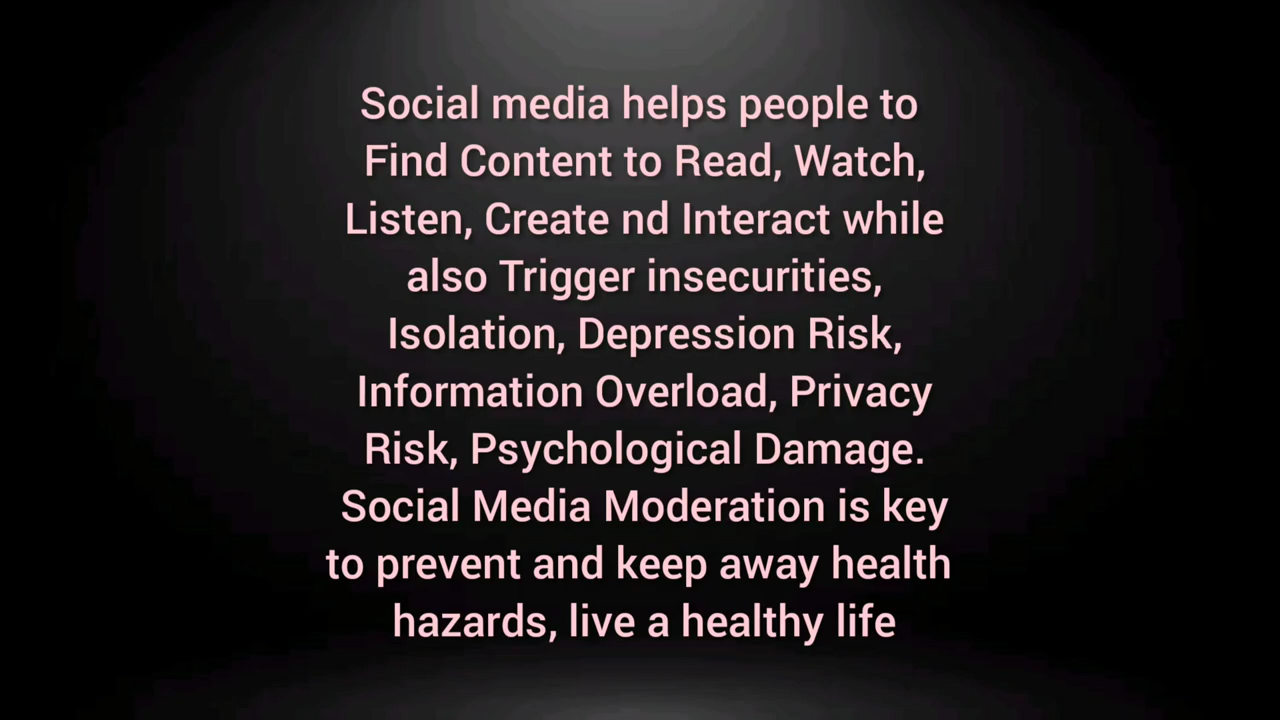 Social media helps people to
Find Content to Read, Watch,
Listen, Create nd Interact while
also Trigger insecurities,
Isolation, Depression Risk,
Information Overload, Privacy
Risk, Psychological Damage.
Social Media Moderation is key
to prevent and keep away health
hazards, live a healthy life